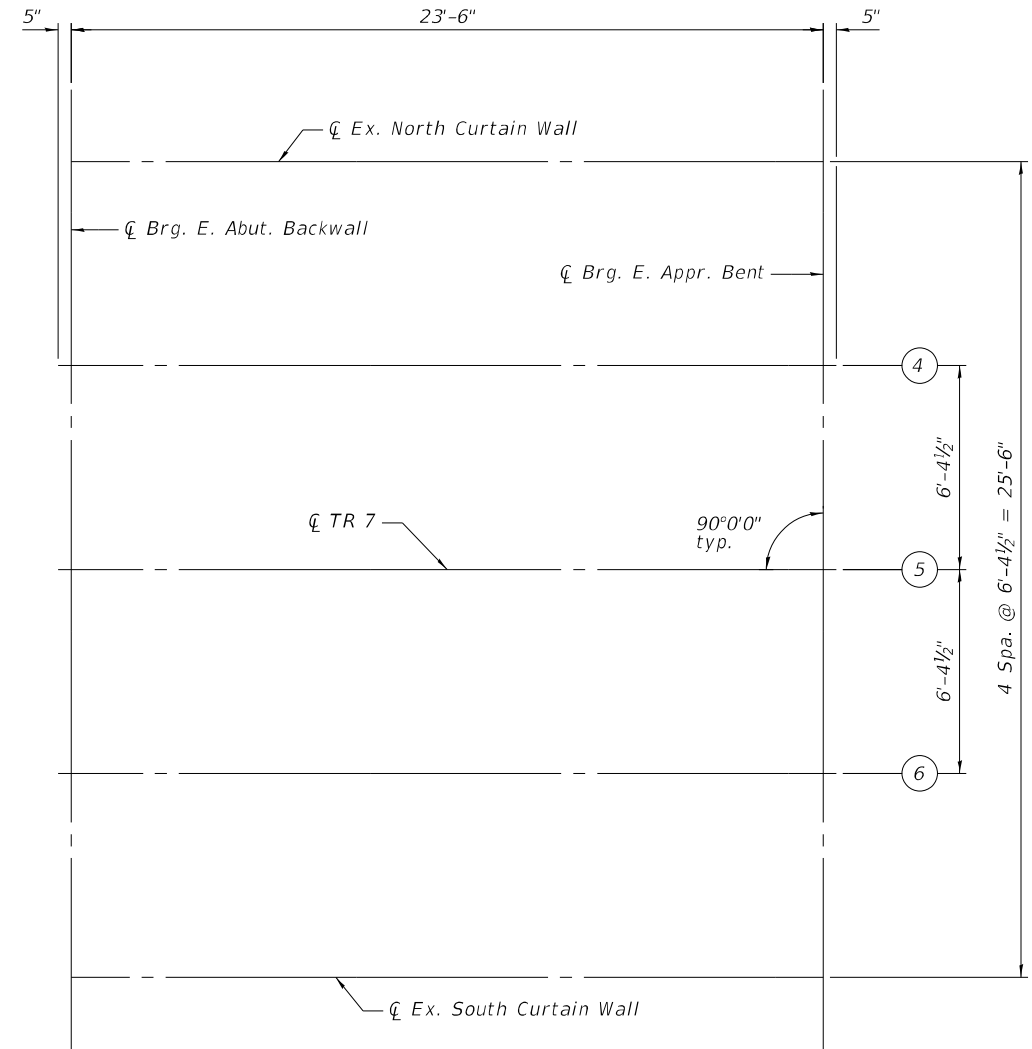 5"
23'-6"
5"
℄ Ex. North Curtain Wall
℄ Brg. E. Abut. Backwall
℄ Brg. E. Appr. Bent
4
6'-4½"
4 Spa. @ 6'-4½" = 25'-6"
℄ TR 7
90°0'0"
typ.
5
6'-4½"
6
℄ Ex. South Curtain Wall